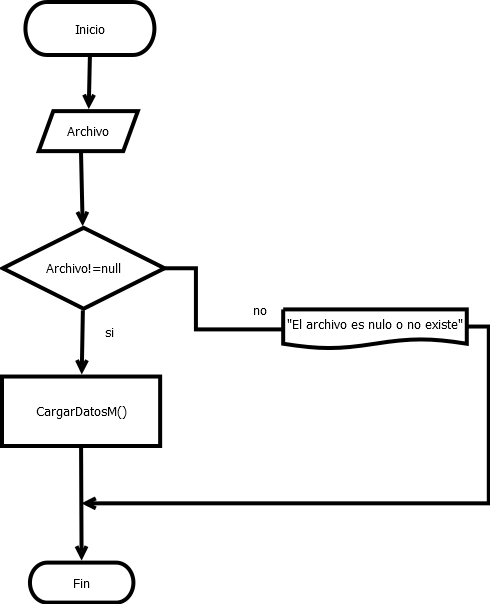 Inicio
Archivo
Archivo!=null
no
"El archivo es nulo o no existe"
si
CargarDatosM()
Fin